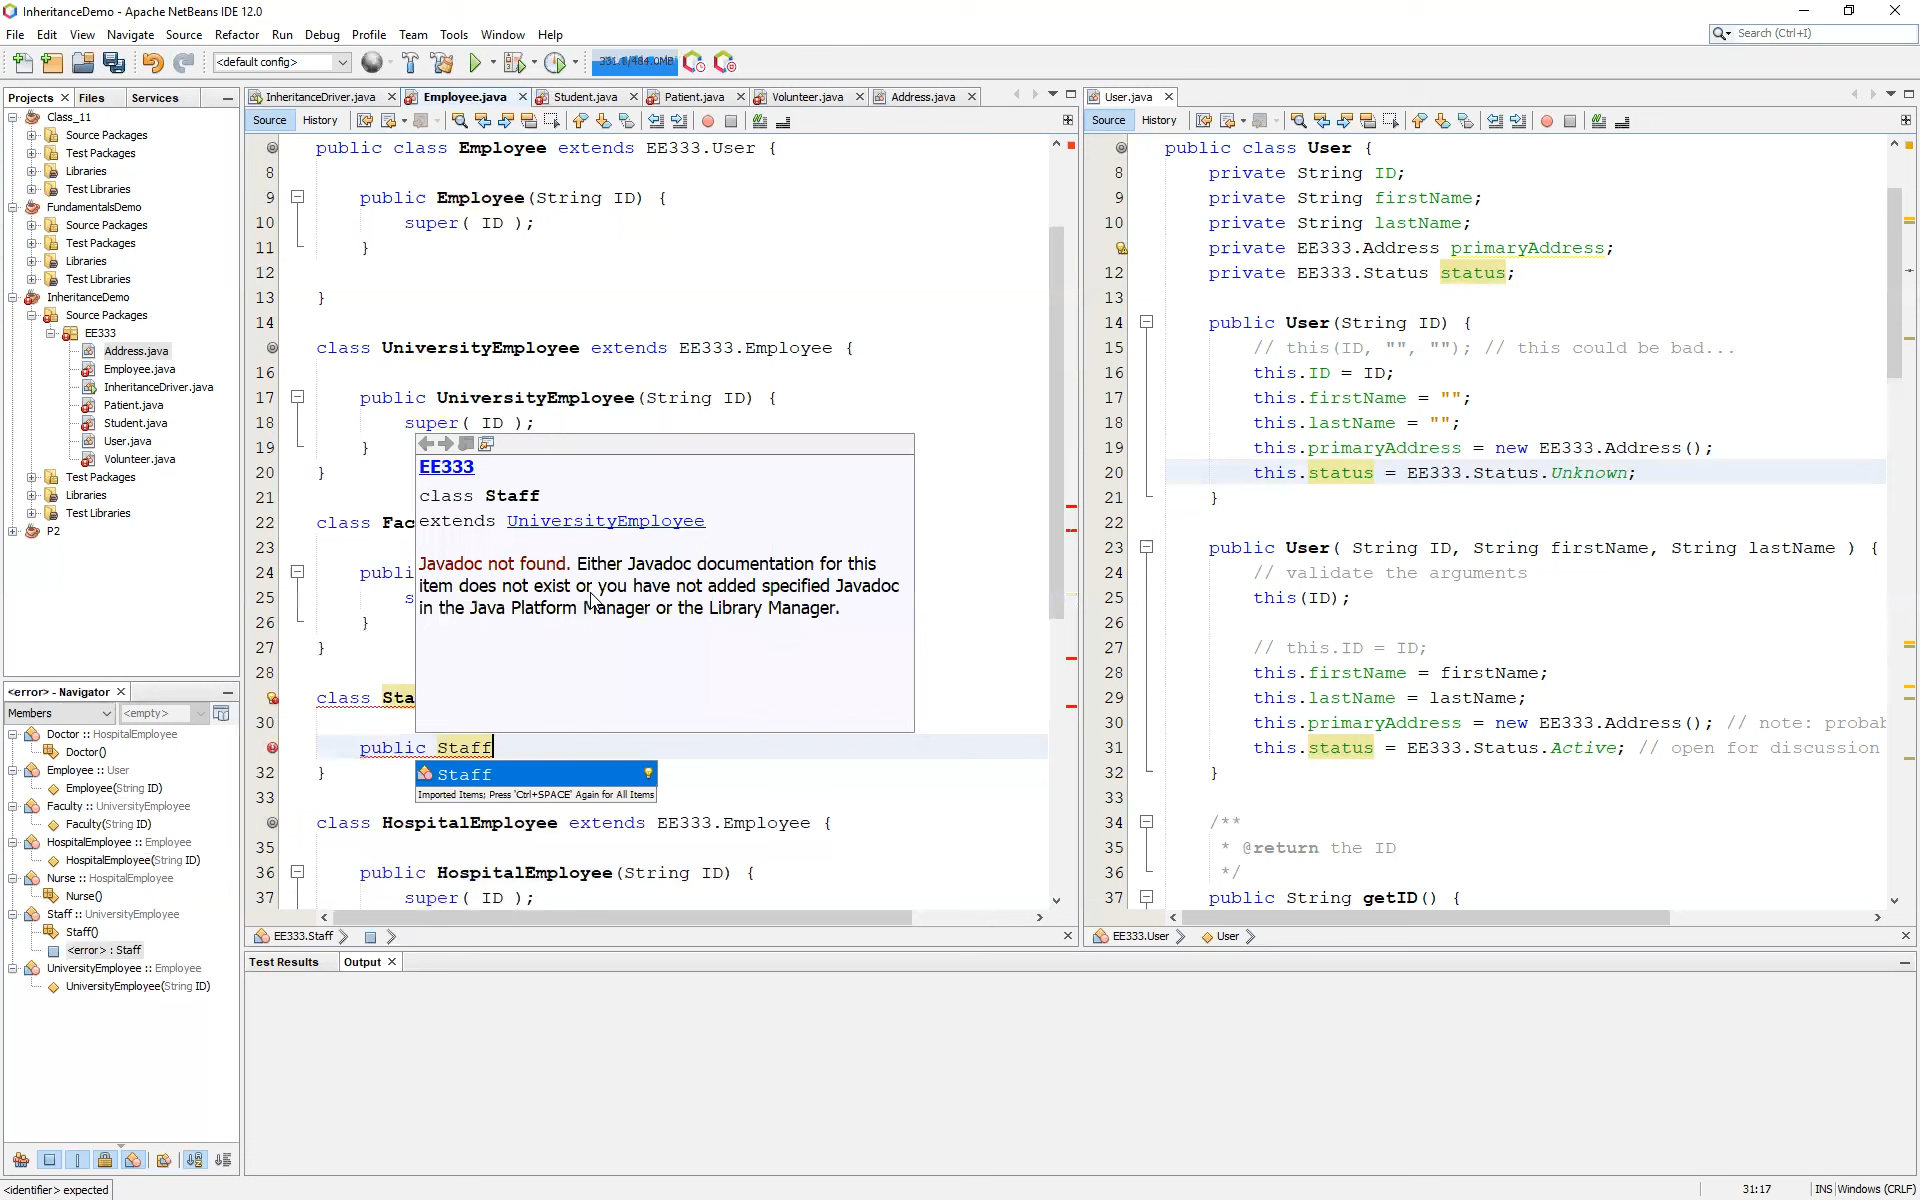 InheritanceDemo - Apache NetBeans IDE 12.0
File Edit View Navigate Source Refactor Run Debug Profile Team Tools Window Help
Search (Ctrl+I)
<default config>
331.1/484.0MB
Projects Files Services
Class_11
Source Packages
Test Packages
Libraries
Test Libraries
FundamentalsDemo
Source Packages
Test Packages
Libraries
Test Libraries
InheritanceDemo
Source Packages
EE333
Address.java
Employee.java
InheritanceDriver.java
Patient.java
Student.java
User.java
Volunteer.java
Test Packages
Libraries
Test Libraries
P2
<error> - Navigator
Members <empty>
Doctor :: HospitalEmployee
Doctor()
Employee :: User
Employee(String ID)
Faculty :: UniversityEmployee
Faculty(String ID)
HospitalEmployee :: Employee
HospitalEmployee(String ID)
Nurse :: HospitalEmployee
Nurse()
Staff :: UniversityEmployee
Staff()
<error> : Staff
UniversityEmployee :: Employee
UniversityEmployee(String ID)
InheritanceDriver.java Employee.java Student.java Patient.java Volunteer.java Address.java
Source History
public class Employee extends EE333.User {
8
9 public Employee(String ID) {
10 super( ID );
11 }
12
13 }
14
class UniversityEmployee extends EE333.Employee {
16
17 public UniversityEmployee(String ID) {
18 super( ID );
19 }
20 }
21
22 class Fac
23
24 publi
25 s
26 }
27 }
28
class Sta
30
public Staff
32 }
33
class HospitalEmployee extends EE333.Employee {
35
36 public HospitalEmployee(String ID) {
37 super( ID );
EE333
class Staff
extends UniversityEmployee
Javadoc not found. Either Javadoc documentation for this
item does not exist or you have not added specified Javadoc
in the Java Platform Manager or the Library Manager.
Staff
Imported Items; Press 'Ctrl+SPACE' Again for All Items
EE333.Staff
User.java
Source History
public class User {
8 private String ID;
9 private String firstName;
10 private String lastName;
private EE333.Address primaryAddress;
12 private EE333.Status status;
13
14 public User(String ID) {
15 // this(ID, "", ""); // this could be bad...
16 this.ID = ID;
17 this.firstName = "";
18 this.lastName = "";
19 this.primaryAddress = new EE333.Address();
20 this.status = EE333.Status.Unknown;
21 }
22
23 public User( String ID, String firstName, String lastName ) {
24 // validate the arguments
25 this(ID);
26
27 // this.ID = ID;
28 this.firstName = firstName;
29 this.lastName = lastName;
30 this.primaryAddress = new EE333.Address(); // note: probab
31 this.status = EE333.Status.Active; // open for discussion
32 }
33
34 /**
35 * @return the ID
36 */
37 public String getID() {
EE333.User User
Test Results Output
<identifier> expected
31:17 INS Windows (CRLF)